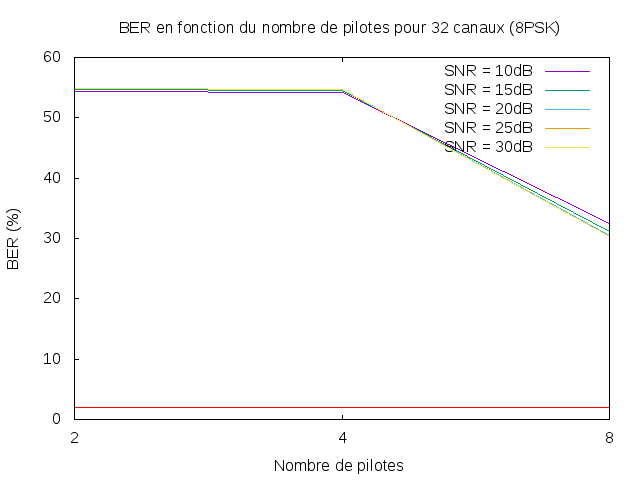 BER en fonction du nombre de pilotes pour 32 canaux (8PSK)
60
50
40
30
20
10
0
BER (%)
SNR = 10dB
SNR = 15dB
SNR = 20dB
SNR = 25dB
SNR = 30dB
2 4 8
Nombre de pilotes